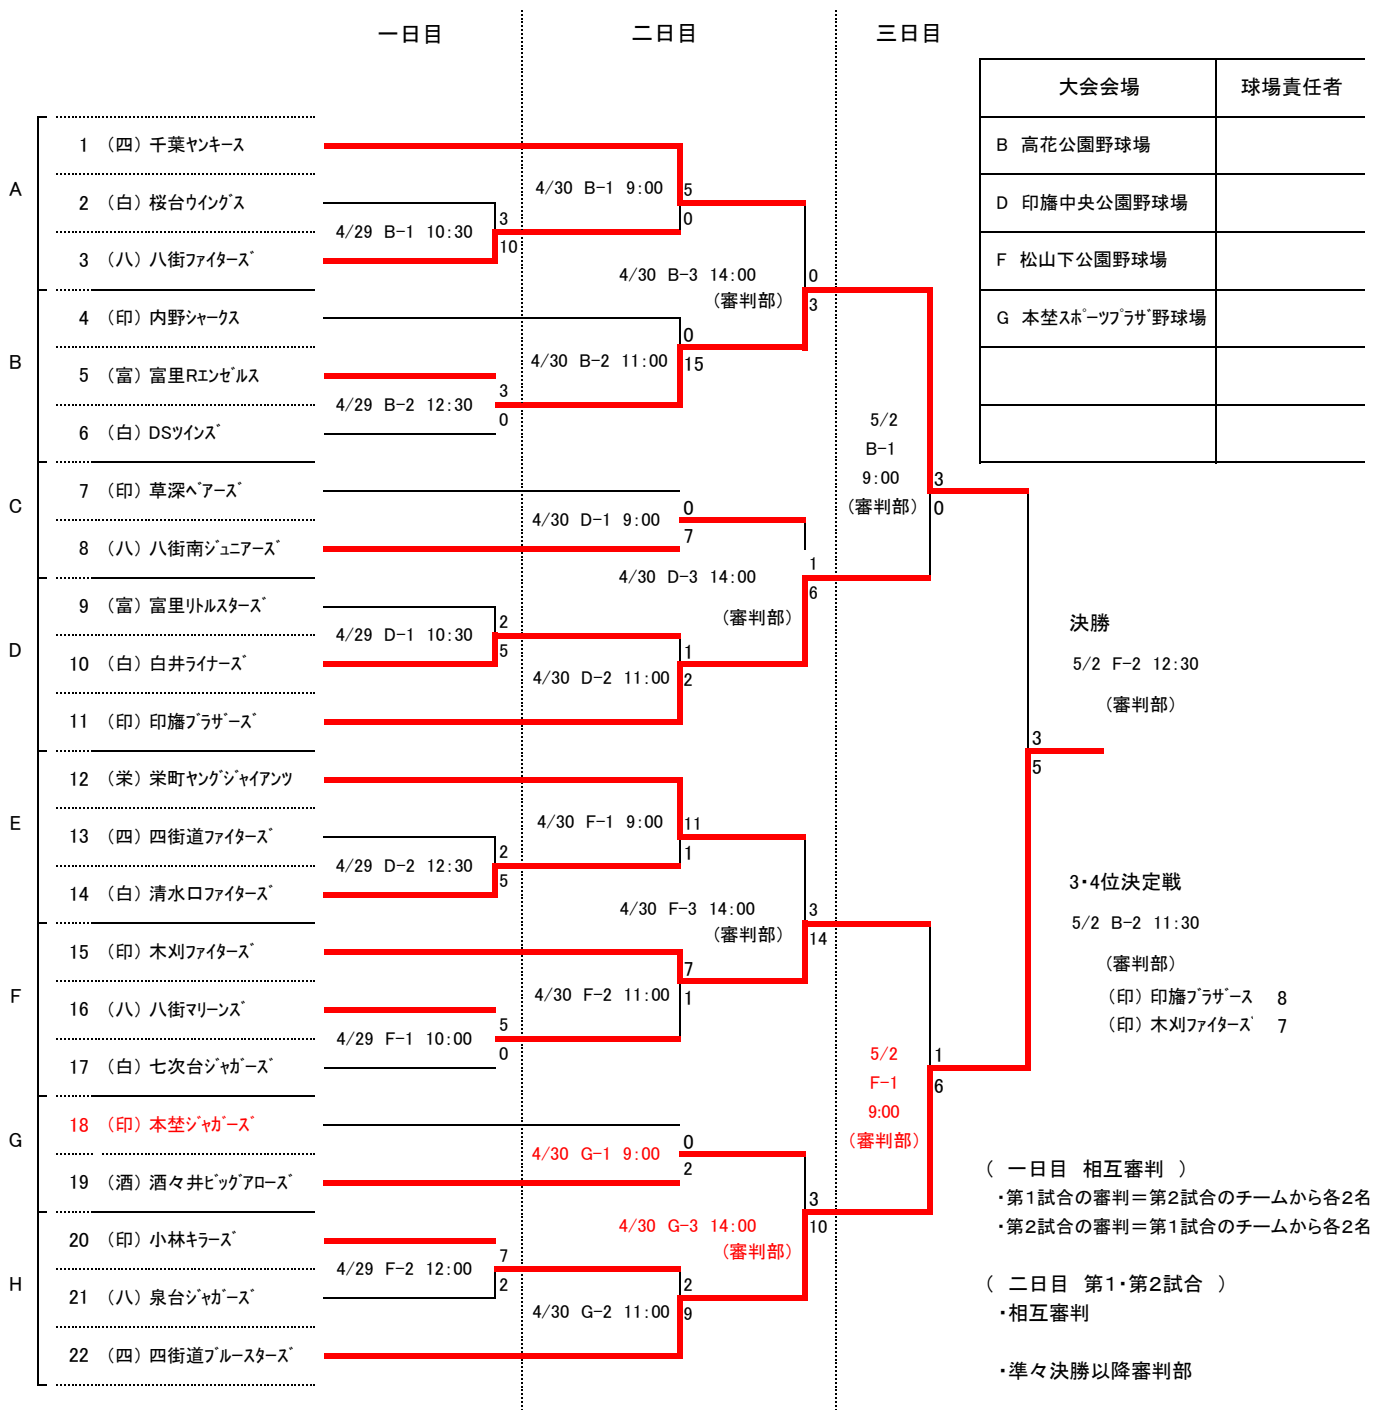 一日目
二日目
三日目
大会会場 球場責任者
B 高花公園野球場
D 印旛中央公園野球場
F 松山下公園野球場
G 本埜スポーツプラザ野球場
A
1 （四）千葉ヤンキース
2 （白）桜台ウイングス
3 （八）八街ファイターズ
B
4 （印）内野シャークス
5 （富）富里Rエンゼルス
6 （白）DSツインズ
C
7 （印）草深ベアーズ
8 （八）八街南ジュニアーズ
D
9 （富）富里リトルスターズ
10 （白）白井ライナーズ
11 （印）印旛ブラザーズ
E
12 （栄）栄町ヤングジャイアンツ
13 （四）四街道ファイターズ
14 （白）清水口ファイターズ
F
15 （印）木刈ファイターズ
16 （八）八街マリーンズ
17 （白）七次台ジャガーズ
G
18 （印）本埜ジャガーズ
19 （酒）酒々井ビッグアローズ
H
20 （印）小林キラーズ
21 （八）泉台ジャガーズ
22 （四）四街道ブルースターズ
4/29 B-1 10:30
3
10
4/29 B-2 12:30
3
0
4/29 D-1 10:30
2
5
4/29 D-2 12:30
2
5
4/29 F-1 10:00
5
0
4/29 F-2 12:00
7
2
4/30 B-1 9:00
5
0
4/30 B-2 11:00
0
15
4/30 B-3 14:00
（審判部）
0
3
4/30 D-1 9:00
0
7
4/30 D-2 11:00
1
2
4/30 D-3 14:00
（審判部）
1
6
4/30 F-1 9:00
11
1
4/30 F-2 11:00
7
1
4/30 F-3 14:00
（審判部）
3
14
4/30 G-1 9:00
0
2
4/30 G-2 11:00
2
9
4/30 G-3 14:00
（審判部）
3
10
5/2
B-1
9:00
（審判部）
3
0
5/2
F-1
9:00
（審判部）
1
6
決勝
5/2 F-2 12:30
（審判部）
3
5
3・4位決定戦
5/2 B-2 11:30
（審判部）
（印）印旛ブラザース 8
（印）木刈ファイターズ 7
（ 一日目 相互審判 ）
・第1試合の審判＝第2試合のチームから各2名
・第2試合の審判＝第1試合のチームから各2名
（ 二日目 第1・第2試合 ）
・相互審判
・準々決勝以降審判部